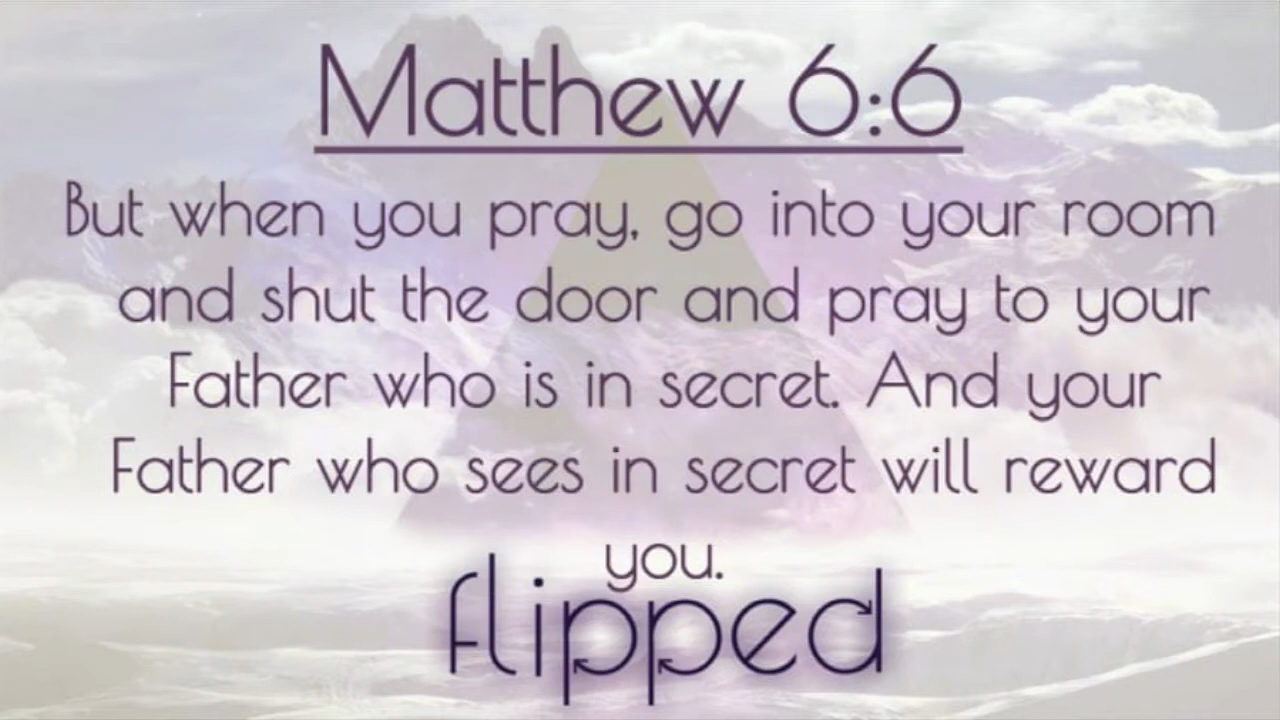 Matthew 6:6
But when you pray, go into your room
and shut the door and pray to your
Father who is in secret. And your
Father who sees in secret will reward
you.
flipped